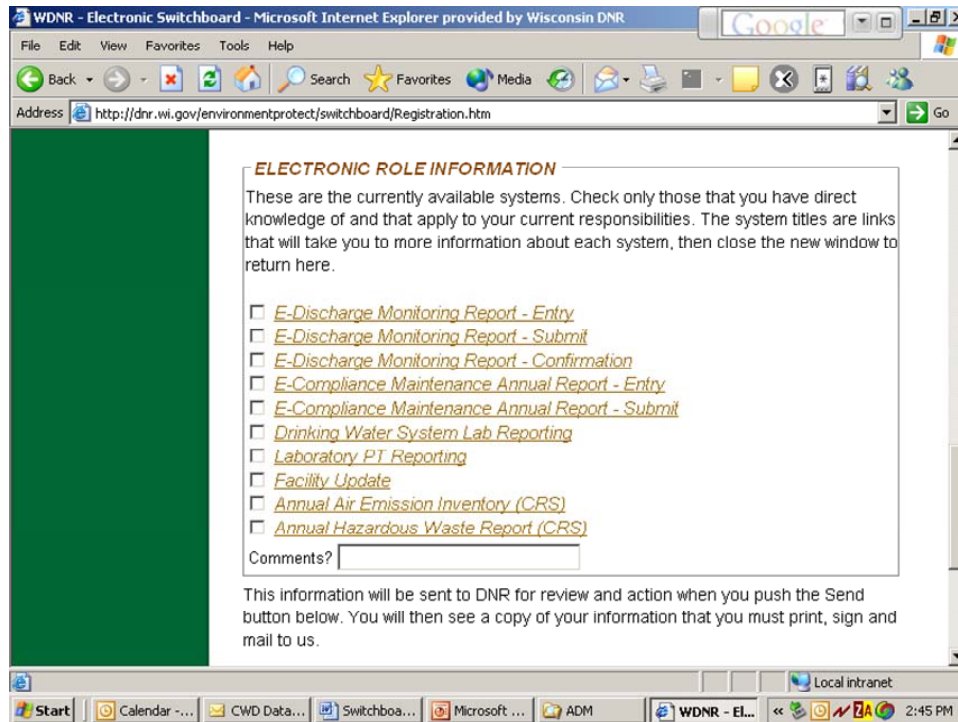 WDNR - Electronic Switchboard - Microsoft Internet Explorer provided by Wisconsin DNR
Google
File Edit View Favorites Tools Help
Back Search Favorites Media
Address http://dnr.wi.gov/environmentprotect/switchboard/Registration.htm Go
ELECTRONIC ROLE INFORMATION
These are the currently available systems. Check only those that you have direct
knowledge of and that apply to your current responsibilities. The system titles are links
that will take you to more information about each system, then close the new window to
return here.
E-Discharge Monitoring Report - Entry
E-Discharge Monitoring Report - Submit
E-Discharge Monitoring Report - Confirmation
E-Compliance Maintenance Annual Report - Entry
E-Compliance Maintenance Annual Report - Submit
Drinking Water System Lab Reporting
Laboratory PT Reporting
Facility Update
Annual Air Emission Inventory (CRS)
Annual Hazardous Waste Report (CRS)
Comments?
This information will be sent to DNR for review and action when you push the Send
button below. You will then see a copy of your information that you must print, sign and
mail to us.
Local intranet
Start Calendar -... CWD Data... Switchboa... Microsoft ... ADM WDNR - El... « ZA 2:45 PM